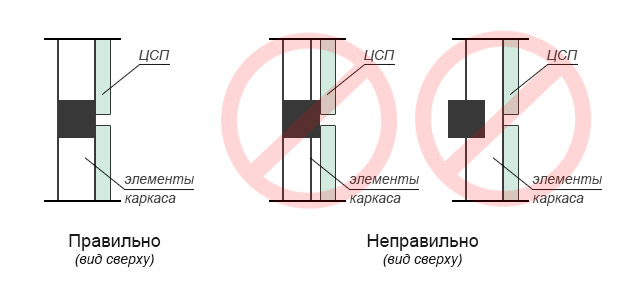 ЦСП
ЦСП
ЦСП
элементы
каркаса
элементы
каркаса
элементы
каркаса
Правильно
(вид сверху)
Неправильно
(вид сверху)